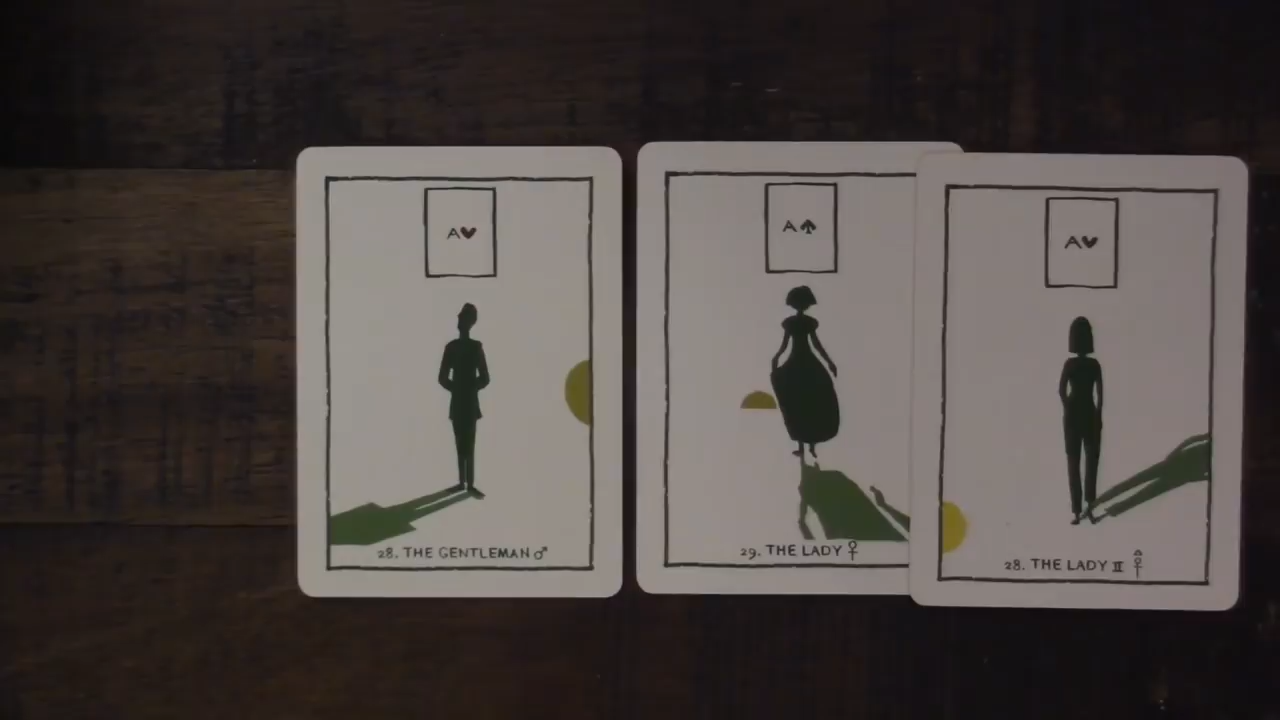 A♥
28. THE GENTLEMAN ♂
A♠
29. THE LADY ♀
A♥
28. THE LADY II ♀